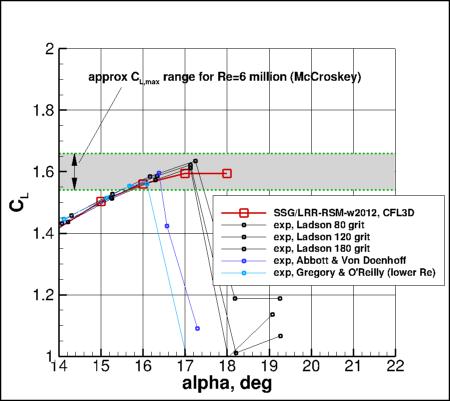 2
approx CL,max range for Re=6 million (McCroskey)
1.8
1.6
CL
SSG/LRR-RSM-w2012, CFL3D
exp, Ladson 80 grit
exp, Ladson 120 grit
exp, Ladson 180 grit
exp, Abbott & Von Doenhoff
exp, Gregory & O'Reilly (lower Re)
1.4
1.2
1
14 15 16 17 18 19 20 21 22
alpha, deg